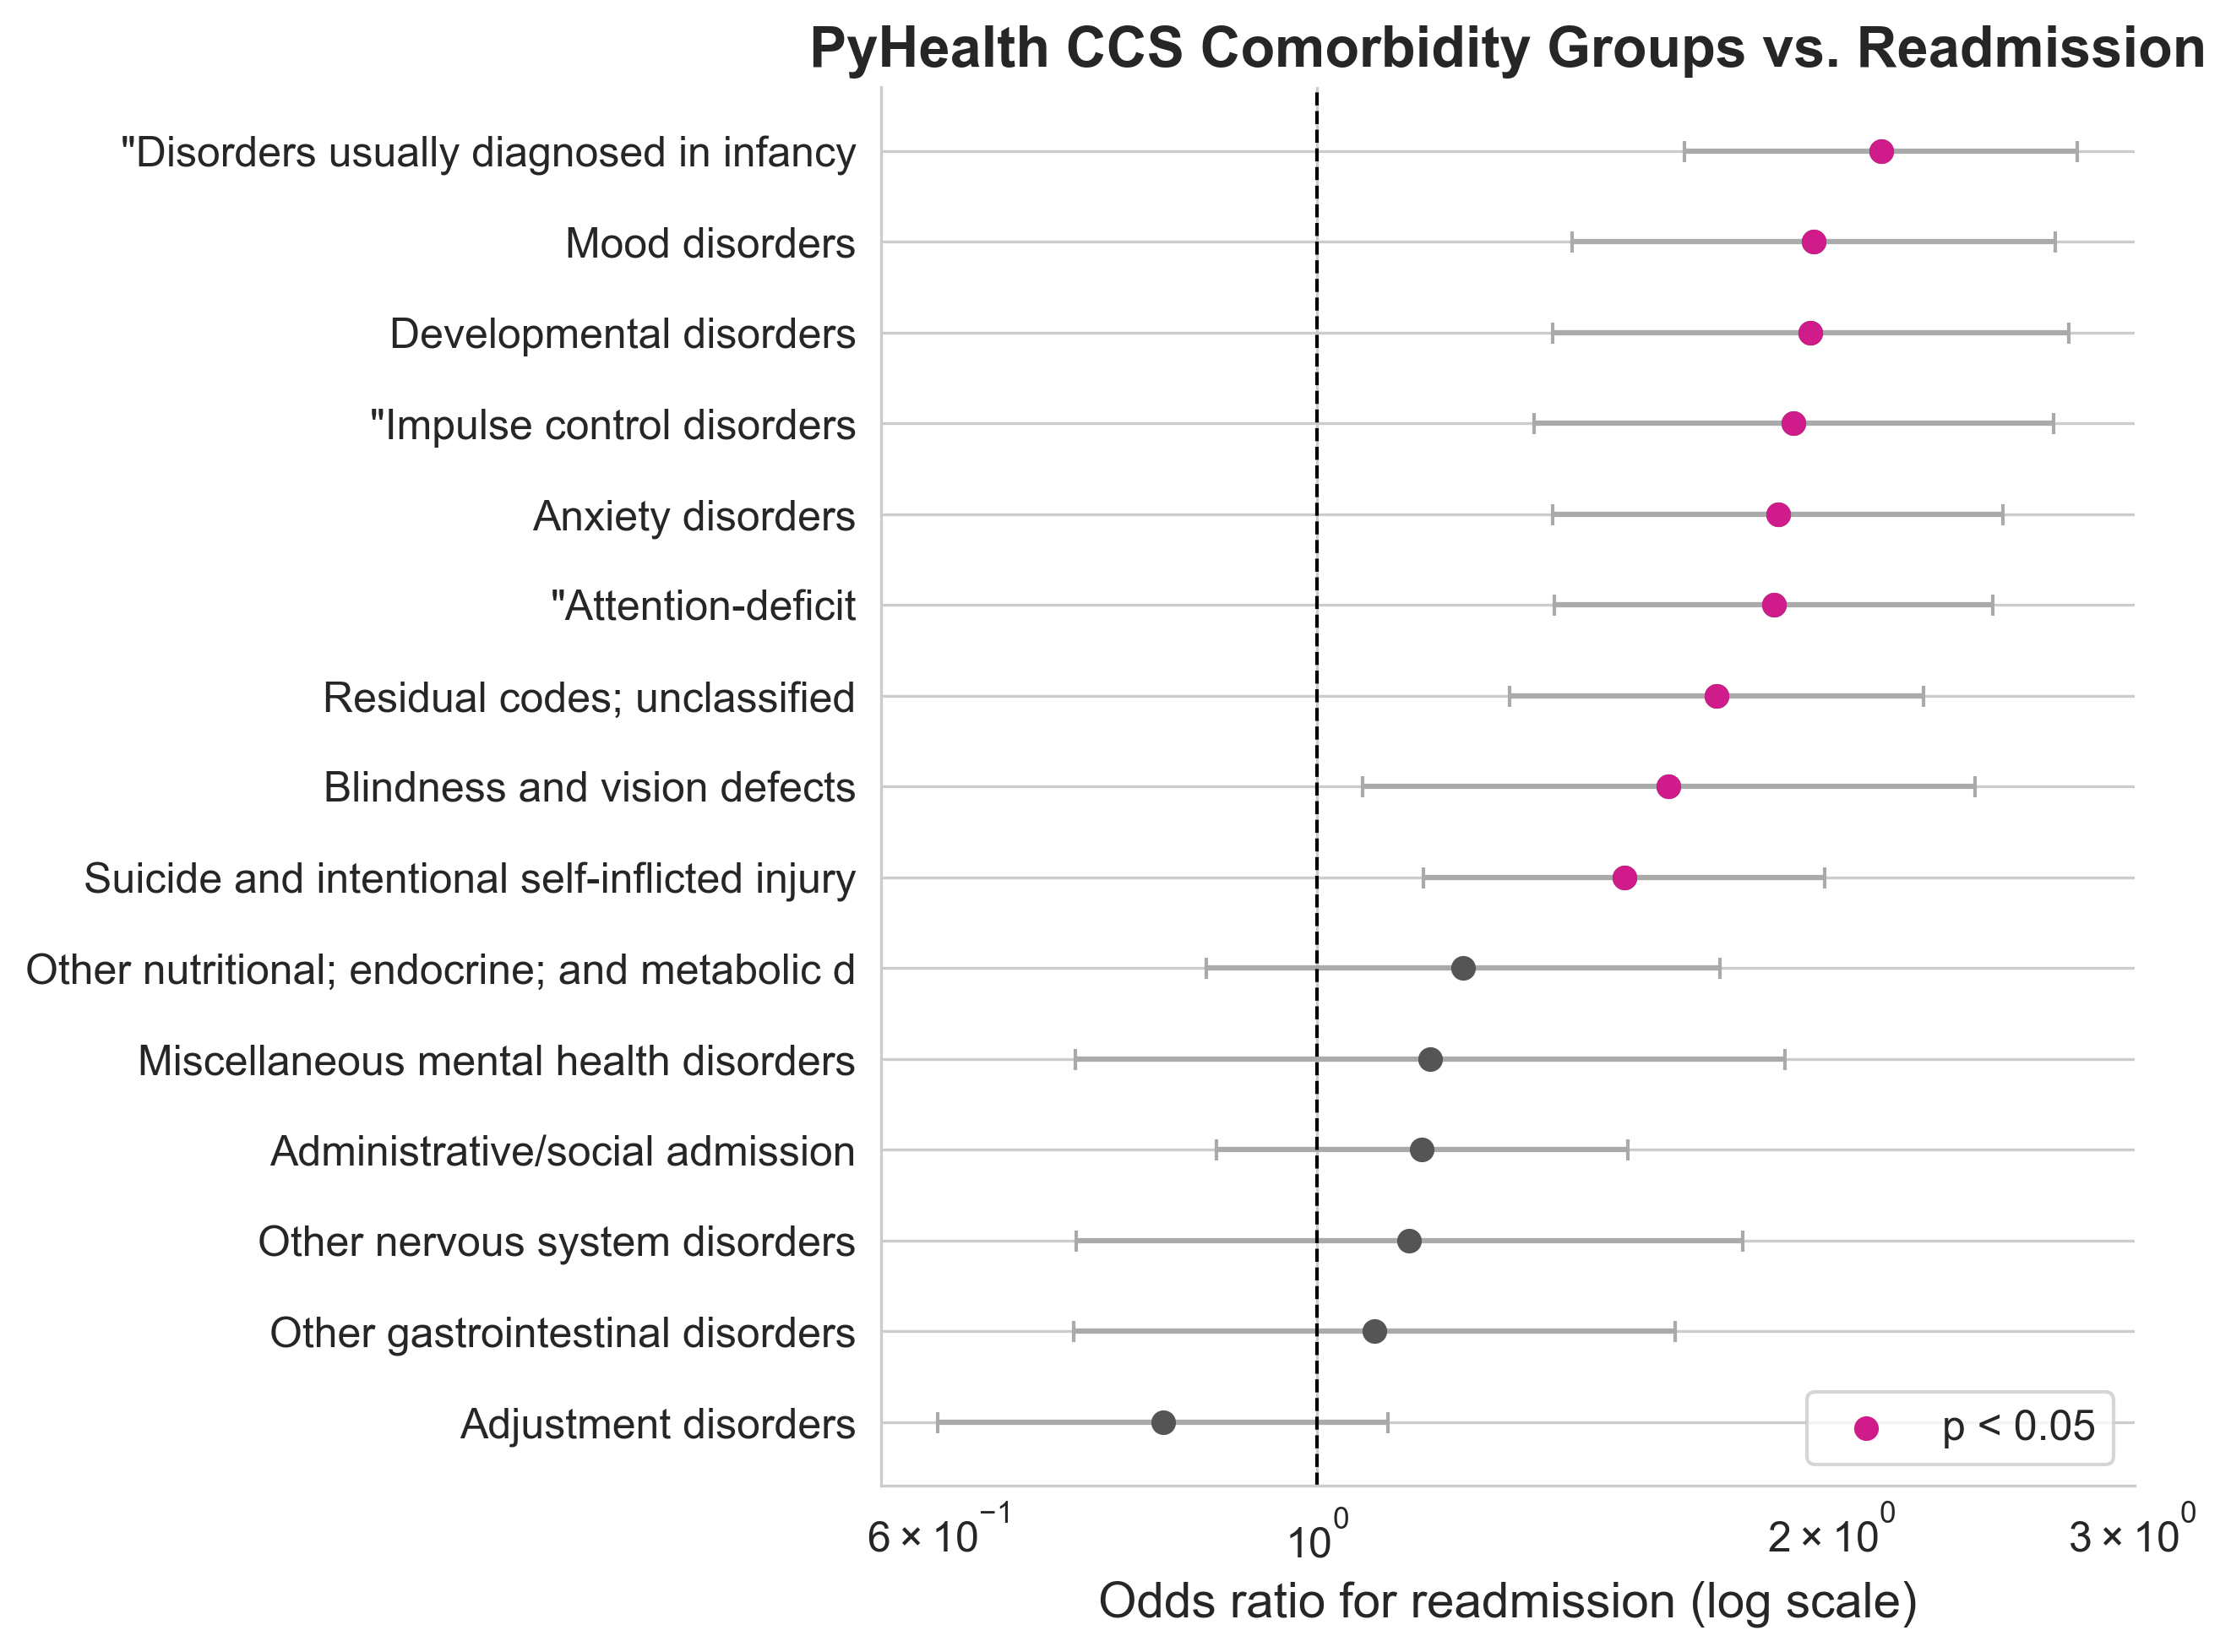 PyHealth CCS Comorbidity Groups vs. Readmission
"Disorders usually diagnosed in infancy
Mood disorders
Developmental disorders
"Impulse control disorders
Anxiety disorders
"Attention-deficit
Residual codes; unclassified
Blindness and vision defects
Suicide and intentional self-inflicted injury
Other nutritional; endocrine; and metabolic d
Miscellaneous mental health disorders
Administrative/social admission
Other nervous system disorders
Other gastrointestinal disorders
Adjustment disorders
p < 0.05
6 × 10⁻¹ 10⁰ 2 × 10⁰ 3 × 10⁰
Odds ratio for readmission (log scale)